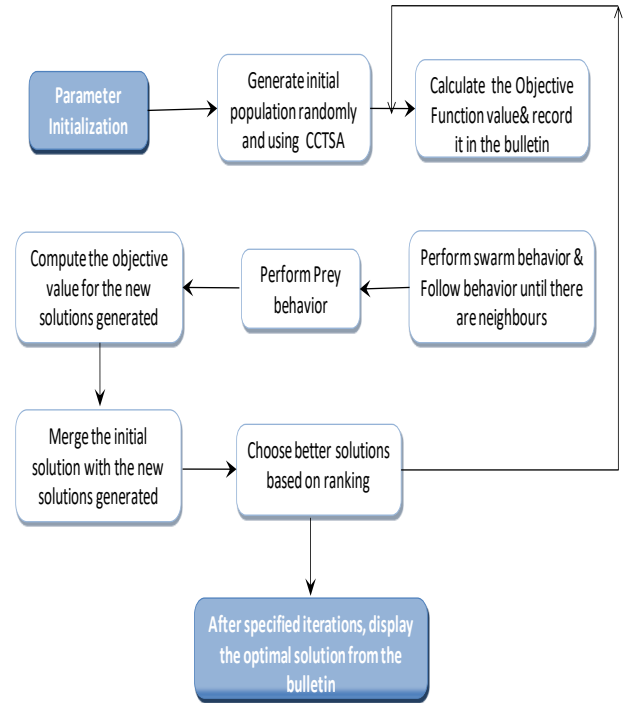 Parameter
Initialization
Generate initial
population randomly
and using CCTSA
Calculate the Objective
Function value& record
it in the bulletin
Perform swarm behavior &
Follow behavior until there
are neighbours
Perform Prey
behavior
Compute the objective
value for the new
solutions generated
Merge the initial
solution with the new
solutions generated
Choose better solutions
based on ranking
After specified iterations, display
the optimal solution from the
bulletin